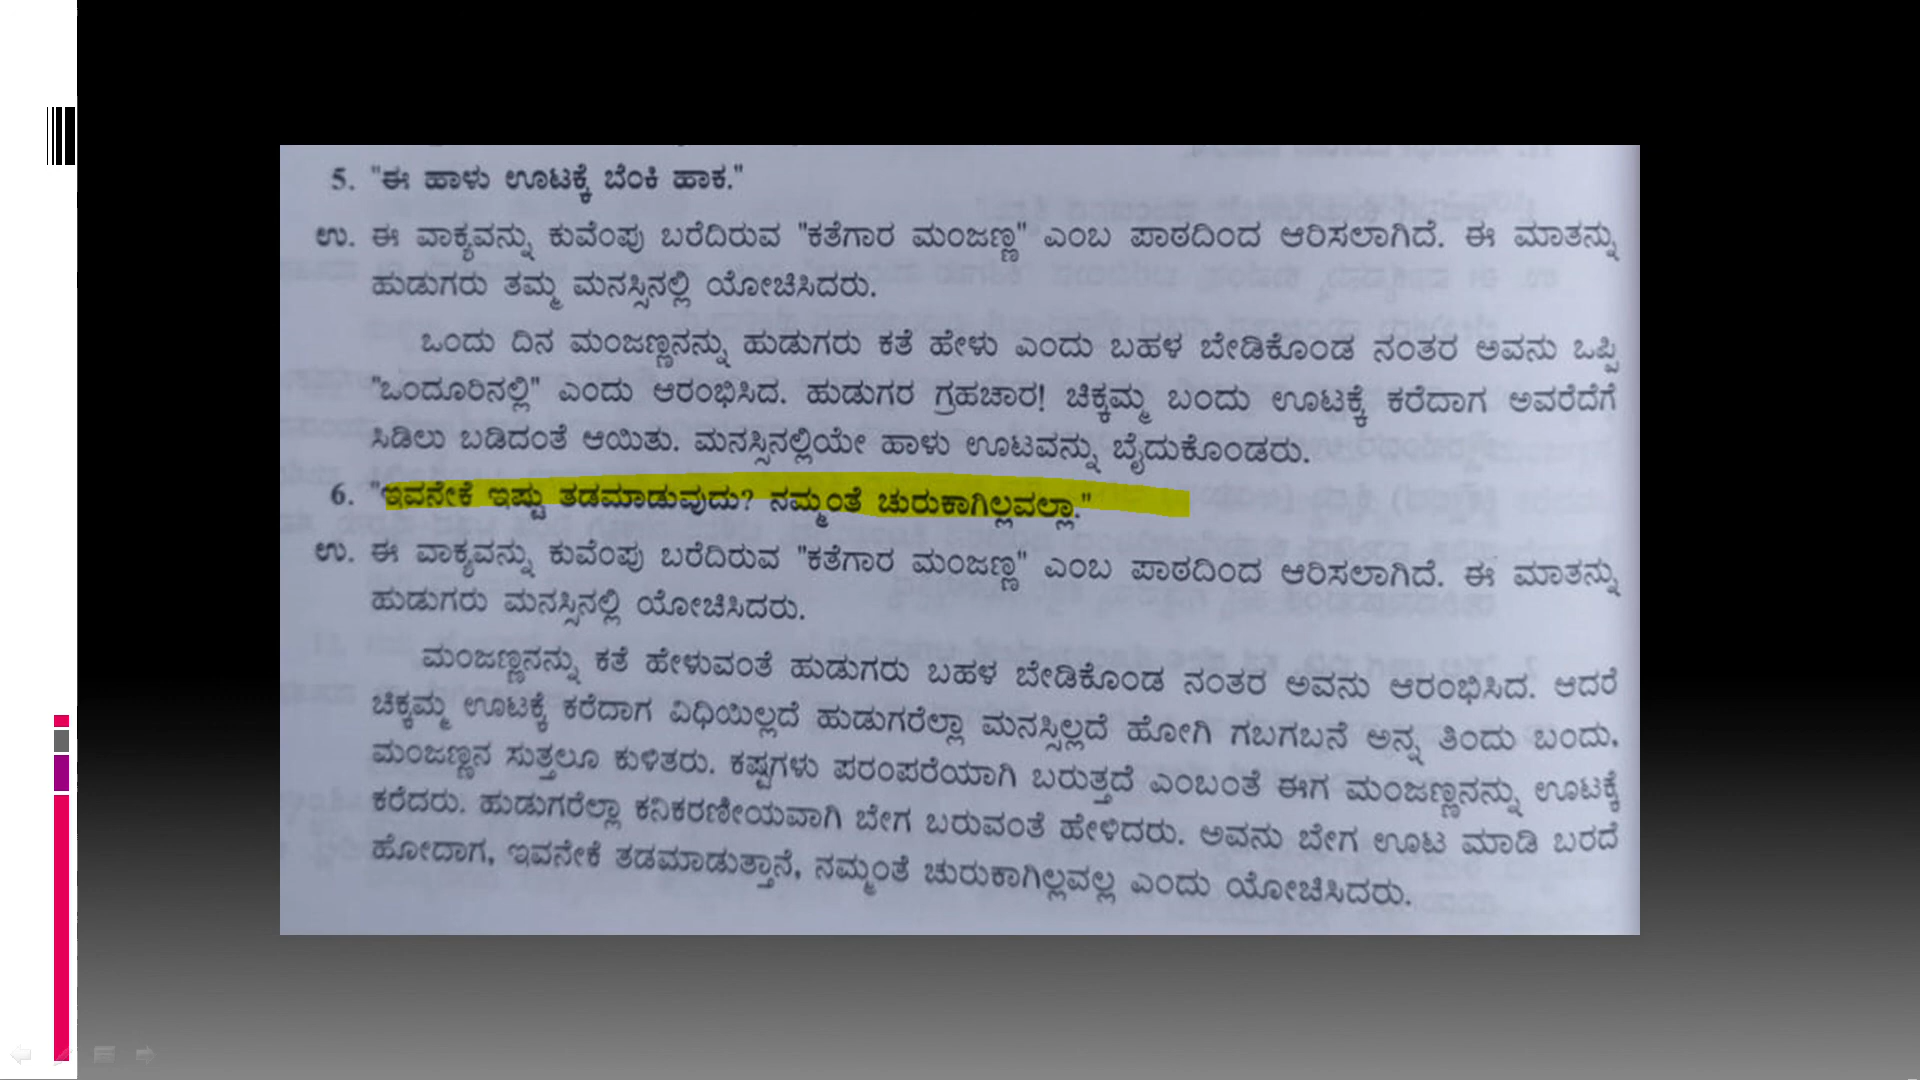 5. "ಈ ಹಾಳು ಊಟಕ್ಕೆ ಬೆಂಕಿ ಹಾಕ."
ಉ. ಈ ವಾಕ್ಯವನ್ನು ಕುವೆಂಪು ಬರೆದಿರುವ "ಕತೆಗಾರ ಮಂಜಣ್ಣ" ಎಂಬ ಪಾಠದಿಂದ ಆರಿಸಲಾಗಿದೆ. ಈ ಮಾತನ್ನು
ಹುಡುಗರು ತಮ್ಮ ಮನಸ್ಸಿನಲ್ಲಿ ಯೋಚಿಸಿದರು.
ಒಂದು ದಿನ ಮಂಜಣ್ಣನನ್ನು ಹುಡುಗರು ಕತೆ ಹೇಳು ಎಂದು ಬಹಳ ಬೇಡಿಕೊಂಡ ನಂತರ ಅವನು ಒಪ್ಪಿ
"ಒಂದೂರಿನಲ್ಲಿ" ಎಂದು ಆರಂಭಿಸಿದ. ಹುಡುಗರ ಗ್ರಹಚಾರ! ಚಿಕ್ಕಮ್ಮ ಬಂದು ಊಟಕ್ಕೆ ಕರೆದಾಗ ಅವರೆದೆಗೆ
ಸಿಡಿಲು ಬಡಿದಂತೆ ಆಯಿತು. ಮನಸ್ಸಿನಲ್ಲಿಯೇ ಹಾಳು ಊಟವನ್ನು ಬೈದುಕೊಂಡರು.
6. "ಇವನೇಕೆ ಇಷ್ಟು ತಡಮಾಡುವುದು? ನಮ್ಮಂತೆ ಚುರುಕಾಗಿಲ್ಲವಲ್ಲಾ."
ಉ. ಈ ವಾಕ್ಯವನ್ನು ಕುವೆಂಪು ಬರೆದಿರುವ "ಕತೆಗಾರ ಮಂಜಣ್ಣ" ಎಂಬ ಪಾಠದಿಂದ ಆರಿಸಲಾಗಿದೆ. ಈ ಮಾತನ್ನು
ಹುಡುಗರು ಮನಸ್ಸಿನಲ್ಲಿ ಯೋಚಿಸಿದರು.
ಮಂಜಣ್ಣನನ್ನು ಕತೆ ಹೇಳುವಂತೆ ಹುಡುಗರು ಬಹಳ ಬೇಡಿಕೊಂಡ ನಂತರ ಅವನು ಆರಂಭಿಸಿದ. ಆದರೆ
ಚಿಕ್ಕಮ್ಮ ಊಟಕ್ಕೆ ಕರೆದಾಗ ವಿಧಿಯಿಲ್ಲದೆ ಹುಡುಗರೆಲ್ಲಾ ಮನಸ್ಸಿಲ್ಲದೆ ಹೋಗಿ ಗಬಗಬನೆ ಅನ್ನ ತಿಂದು ಬಂದು,
ಮಂಜಣ್ಣನ ಸುತ್ತಲೂ ಕುಳಿತರು. ಕಷ್ಟಗಳು ಪರಂಪರೆಯಾಗಿ ಬರುತ್ತದೆ ಎಂಬಂತೆ ಈಗ ಮಂಜಣ್ಣನನ್ನು ಊಟಕ್ಕೆ
ಕರೆದರು. ಹುಡುಗರೆಲ್ಲಾ ಕನಿಕರಣೀಯವಾಗಿ ಬೇಗ ಬರುವಂತೆ ಹೇಳಿದರು. ಅವನು ಬೇಗ ಊಟ ಮಾಡಿ ಬರದೆ
ಹೋದಾಗ, ಇವನೇಕೆ ತಡಮಾಡುತ್ತಾನೆ, ನಮ್ಮಂತೆ ಚುರುಕಾಗಿಲ್ಲವಲ್ಲ ಎಂದು ಯೋಚಿಸಿದರು.